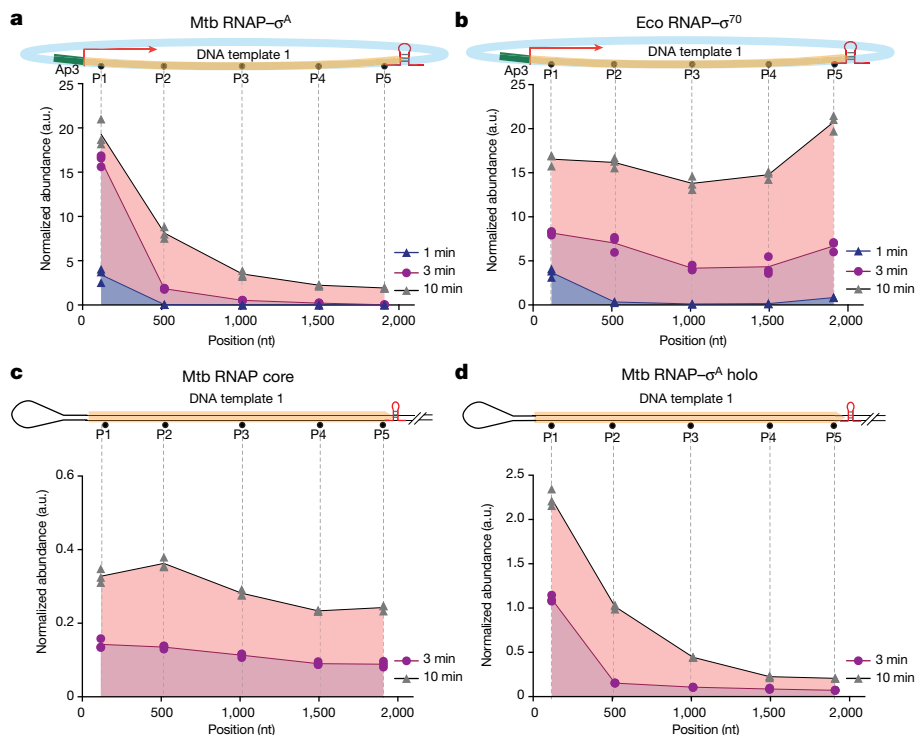 a
Mtb RNAP–σᴬ
DNA template 1
Ap3
P1 P2 P3 P4 P5
25
20
15
10
5
0
Normalized abundance (a.u.)
1 min
3 min
10 min
0 500 1,000 1,500 2,000
Position (nt)
b
Eco RNAP–σ⁷⁰
DNA template 1
Ap3
P1 P2 P3 P4 P5
25
20
15
10
5
0
Normalized abundance (a.u.)
1 min
3 min
10 min
0 500 1,000 1,500 2,000
Position (nt)
c
Mtb RNAP core
DNA template 1
P1 P2 P3 P4 P5
0.6
0.4
0.2
0
Normalized abundance (a.u.)
3 min
10 min
0 500 1,000 1,500 2,000
Position (nt)
d
Mtb RNAP–σᴬ holo
DNA template 1
P1 P2 P3 P4 P5
2.5
2.0
1.5
1.0
0.5
0
Normalized abundance (a.u.)
3 min
10 min
0 500 1,000 1,500 2,000
Position (nt)